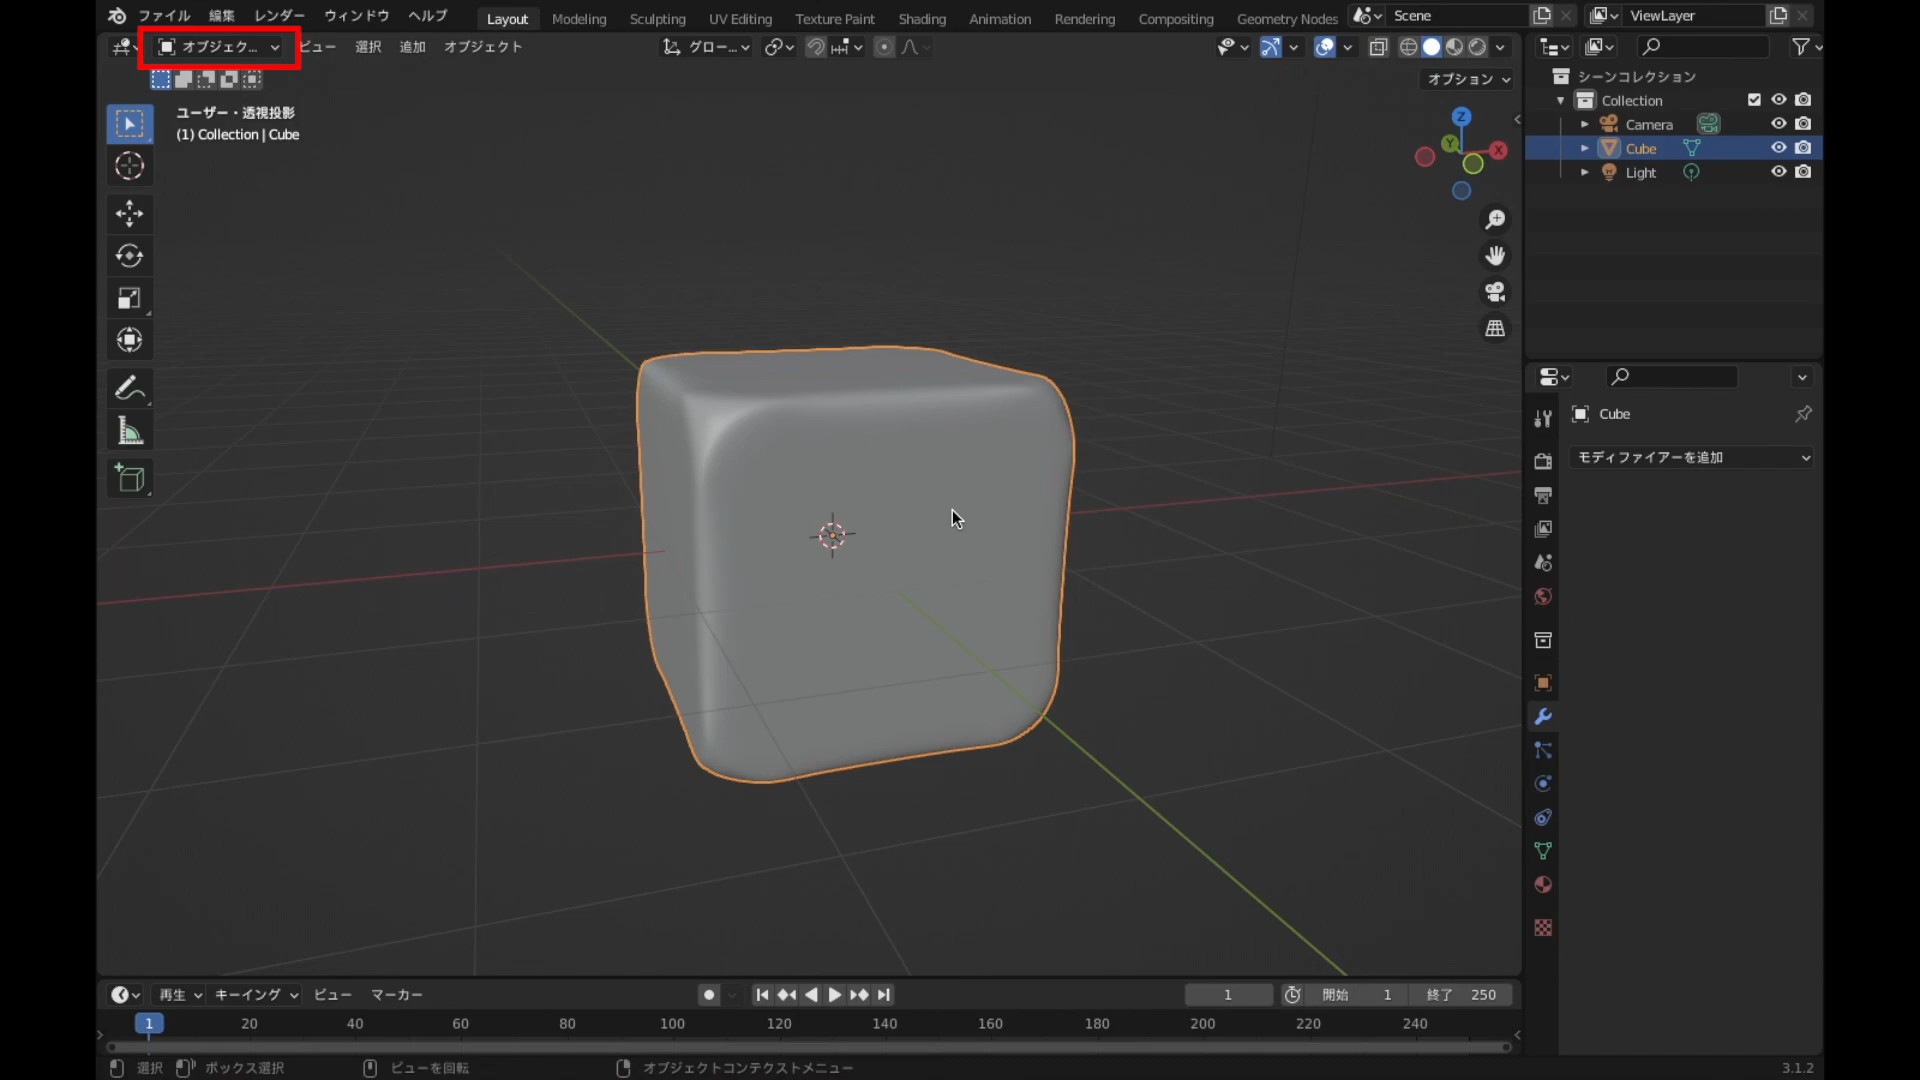 ファイル 編集 レンダー ウィンドウ ヘルプ Layout Modeling Sculpting UV Editing Texture Paint Shading Animation Rendering Compositing Geometry Nodes Scene ViewLayer
オブジェク... ビュー 選択 追加 オブジェクト グロー...
オプション
ユーザー・透視投影
(1) Collection | Cube
Z
Y
X
シーンコレクション
Collection
Camera
Cube
Light
Cube
モディファイアーを追加
再生 キーイング ビュー マーカー 1 開始 1 終了 250
1 20 40 60 80 100 120 140 160 180 200 220 240
選択 ボックス選択 ビューを回転 オブジェクトコンテクストメニュー 3.1.2